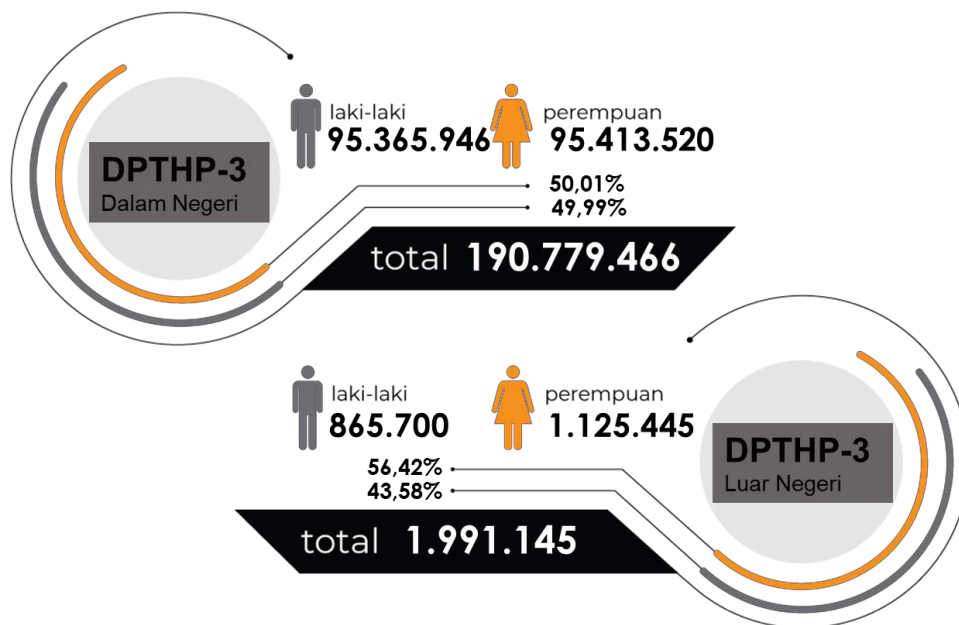 DPTHP-3
Dalam Negeri
laki-laki
95.365.946
perempuan
95.413.520
50,01%
49,99%
total 190.779.466
laki-laki
865.700
perempuan
1.125.445
56,42%
43,58%
total 1.991.145
DPTHP-3
Luar Negeri